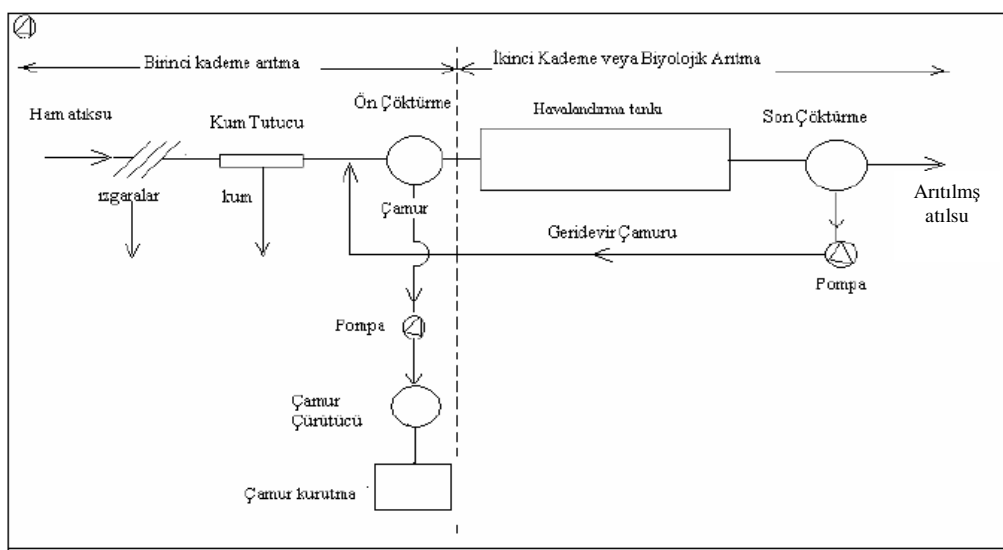 Birinci kademe arıtma
İkinci Kademe veya Biyolojik Arıtma
Ham atıksu
Kum Tutucu
Ön Çöktürme
Havalandırma tankı
Son Çöktürme
ızgaralar
kum
Çamur
Geridevir Çamuru
Arıtılmş
atılsu
Pompa
Pompa
Çamur
Çürütücü
Çamur kurutma